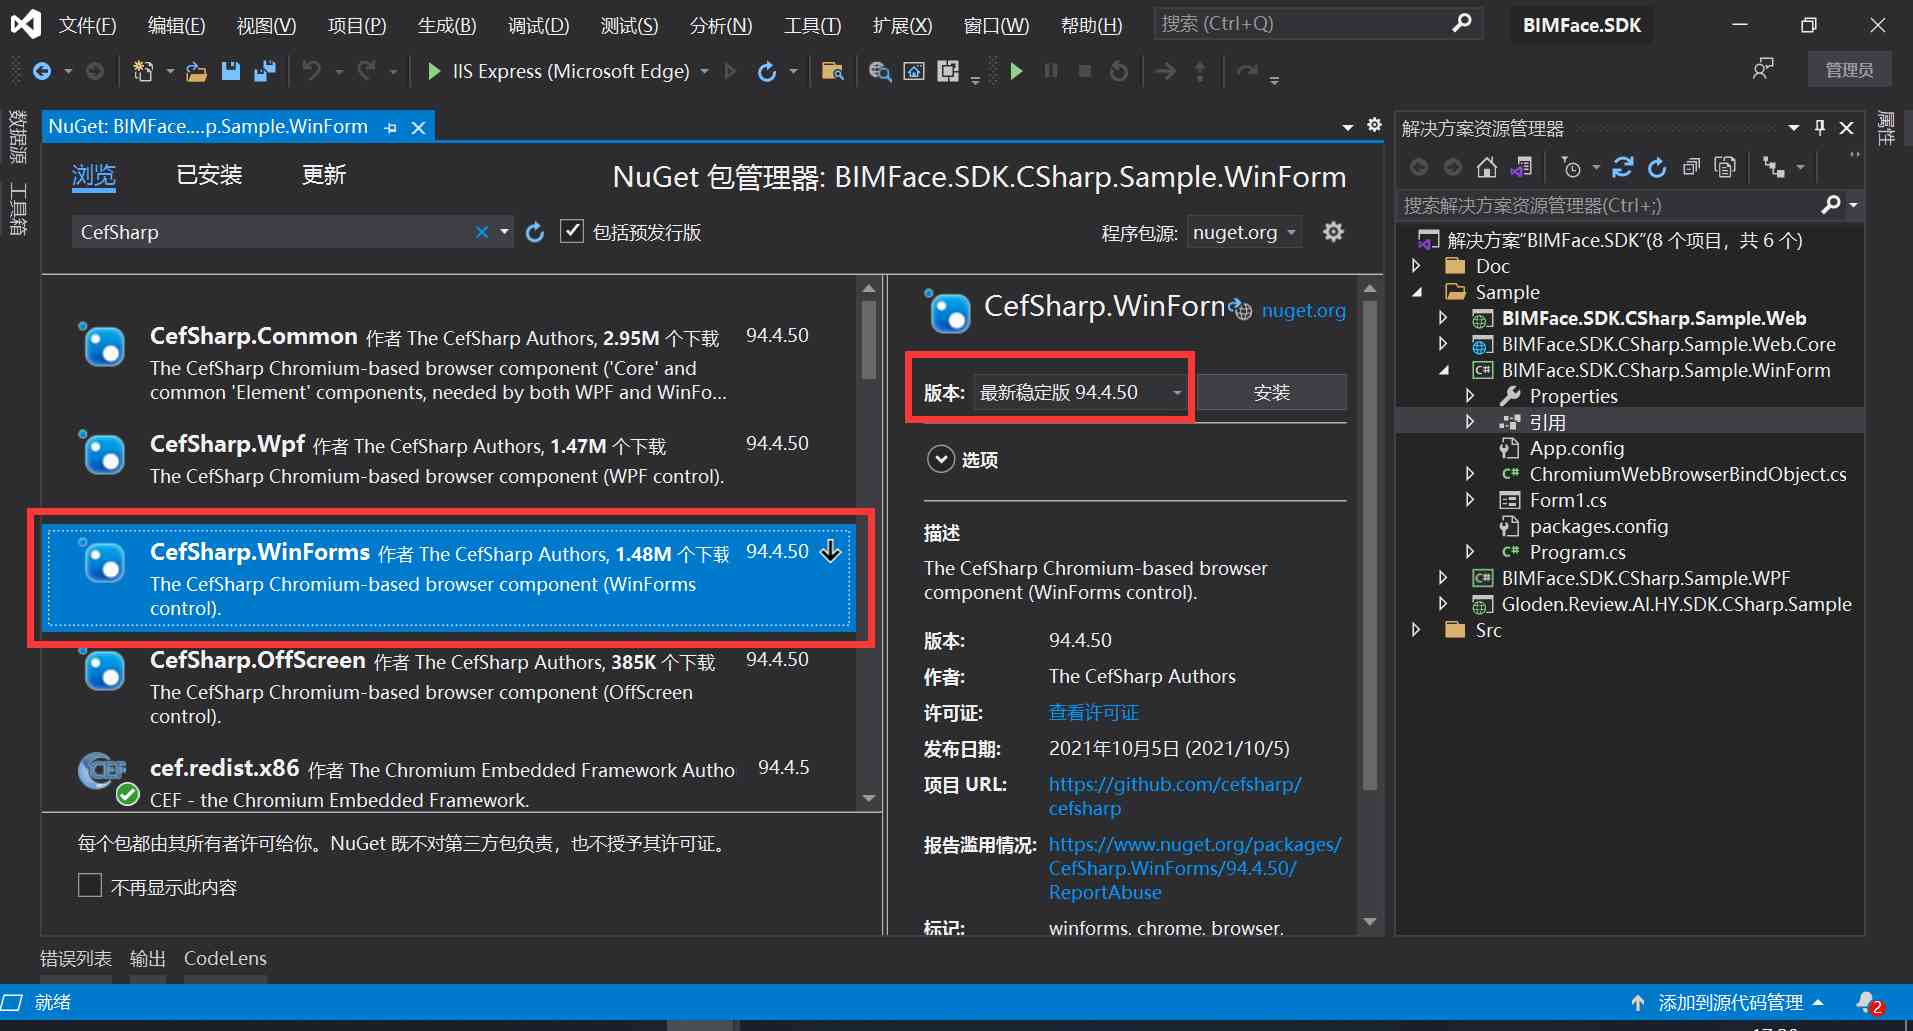 文件(F) 编辑(E) 视图(V) 项目(P) 生成(B) 调试(D) 测试(S) 分析(N) 工具(T) 扩展(X) 窗口(W) 帮助(H) 搜索 (Ctrl+Q) BIMFace.SDK
IIS Express (Microsoft Edge) 管理员
数据源
工具箱
NuGet: BIMFace....p.Sample.WinForm
浏览 已安装 更新 NuGet 包管理器: BIMFace.SDK.CSharp.Sample.WinForm
CefSharp 包括预发行版 程序包源: nuget.org
CefSharp.Common 作者 The CefSharp Authors, 2.95M 个下载 94.4.50
The CefSharp Chromium-based browser component ('Core' and
common 'Element' components, needed by both WPF and WinFo...
CefSharp.Wpf 作者 The CefSharp Authors, 1.47M 个下载 94.4.50
The CefSharp Chromium-based browser component (WPF control).
CefSharp.WinForms 作者 The CefSharp Authors, 1.48M 个下载 94.4.50
The CefSharp Chromium-based browser component (WinForms
control).
CefSharp.OffScreen 作者 The CefSharp Authors, 385K 个下载 94.4.50
The CefSharp Chromium-based browser component (OffScreen
control).
cef.redist.x86 作者 The Chromium Embedded Framework Autho 94.4.5
CEF - the Chromium Embedded Framework.
每个包都由其所有者许可给你。NuGet 既不对第三方包负责，也不授予其许可证。
不再显示此内容
CefSharp.WinForm nuget.org
版本: 最新稳定版 94.4.50 安装
选项
描述
The CefSharp Chromium-based browser
component (WinForms control).
版本: 94.4.50
作者: The CefSharp Authors
许可证: 查看许可证
发布日期: 2021年10月5日 (2021/10/5)
项目 URL: https://github.com/cefsharp/
cefsharp
报告滥用情况: https://www.nuget.org/packages/
CefSharp.WinForms/94.4.50/
ReportAbuse
标记: winforms, chrome, browser,
解决方案资源管理器
搜索解决方案资源管理器(Ctrl+;)
解决方案"BIMFace.SDK"(8 个项目，共 6 个)
Doc
Sample
BIMFace.SDK.CSharp.Sample.Web
BIMFace.SDK.CSharp.Sample.Web.Core
BIMFace.SDK.CSharp.Sample.WinForm
Properties
引用
App.config
C# ChromiumWebBrowserBindObject.cs
Form1.cs
packages.config
C# Program.cs
BIMFace.SDK.CSharp.Sample.WPF
Gloden.Review.AI.HY.SDK.CSharp.Sample
Src
属性
错误列表 输出 CodeLens
就绪 添加到源代码管理 2